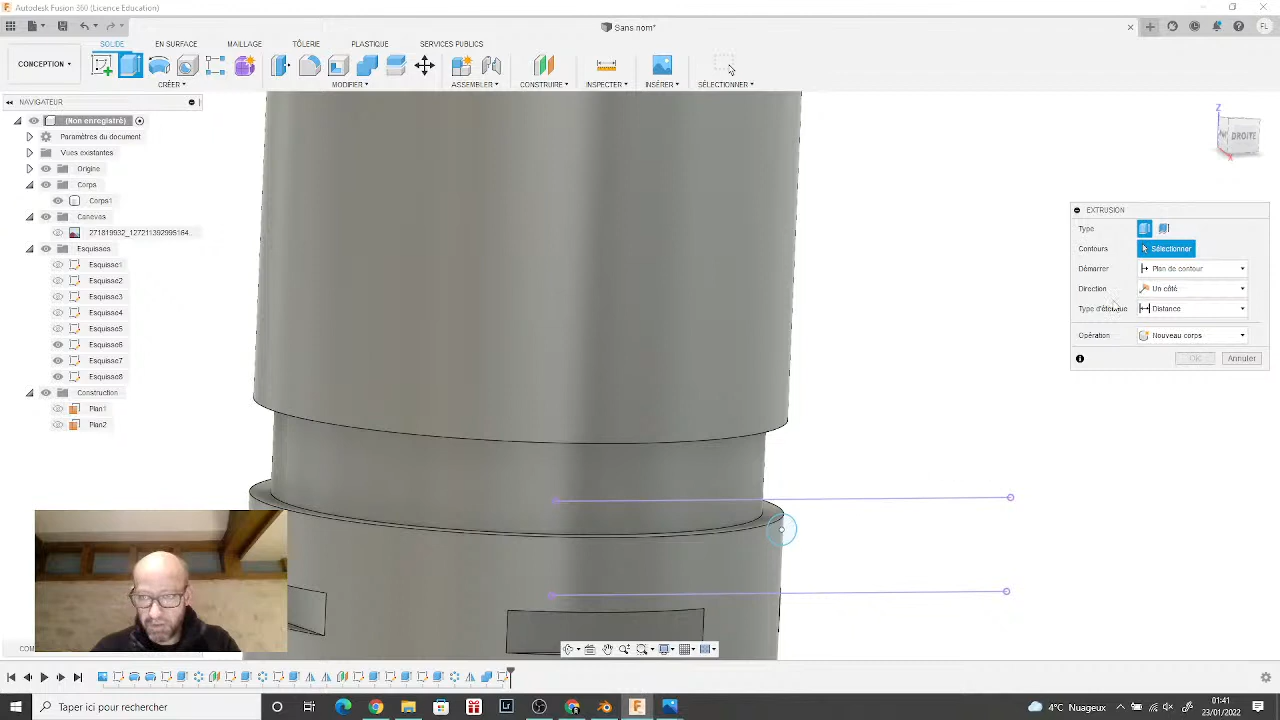 Autodesk Fusion 360 (Licence Education)
Sans nom*
FL
SOLIDE
EN SURFACE
MAILLAGE
TÔLERIE
PLASTIQUE
SERVICES PUBLICS
CONCEPTION
CRÉER
MODIFIER
ASSEMBLER
CONSTRUIRE
INSPECTER
INSÉRER
SÉLECTIONNER
NAVIGATEUR
(Non enregistré)
Paramètres du document
Vues existantes
Origine
Corps
Corps1
Canevas
271819932_127211392995164...
Esquisses
Esquisse1
Esquisse2
Esquisse3
Esquisse4
Esquisse5
Esquisse6
Esquisse7
Esquisse8
Construction
Plan1
Plan2
Z
DROITE
X
EXTRUSION
Type
Contours
Sélectionner
Démarrer
Plan de contour
Direction
Un côté
Type d'étendue
Distance
Opération
Nouveau corps
OK
Annuler
Taper ici pour rechercher
4°C Nuageux
01:41
23/01/2022